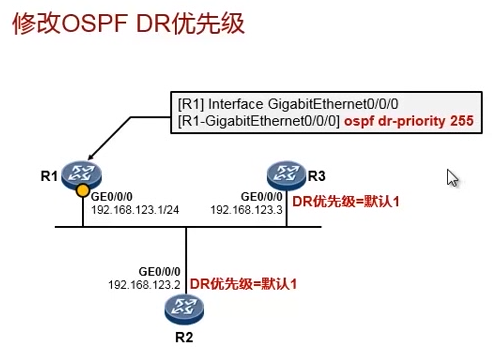 修改OSPF DR优先级
[R1] Interface GigabitEthernet0/0/0
[R1-GigabitEthernet0/0/0] ospf dr-priority 255
R1
R3
GE0/0/0
192.168.123.1/24
GE0/0/0
192.168.123.3
DR优先级=默认1
GE0/0/0
192.168.123.2
DR优先级=默认1
R2